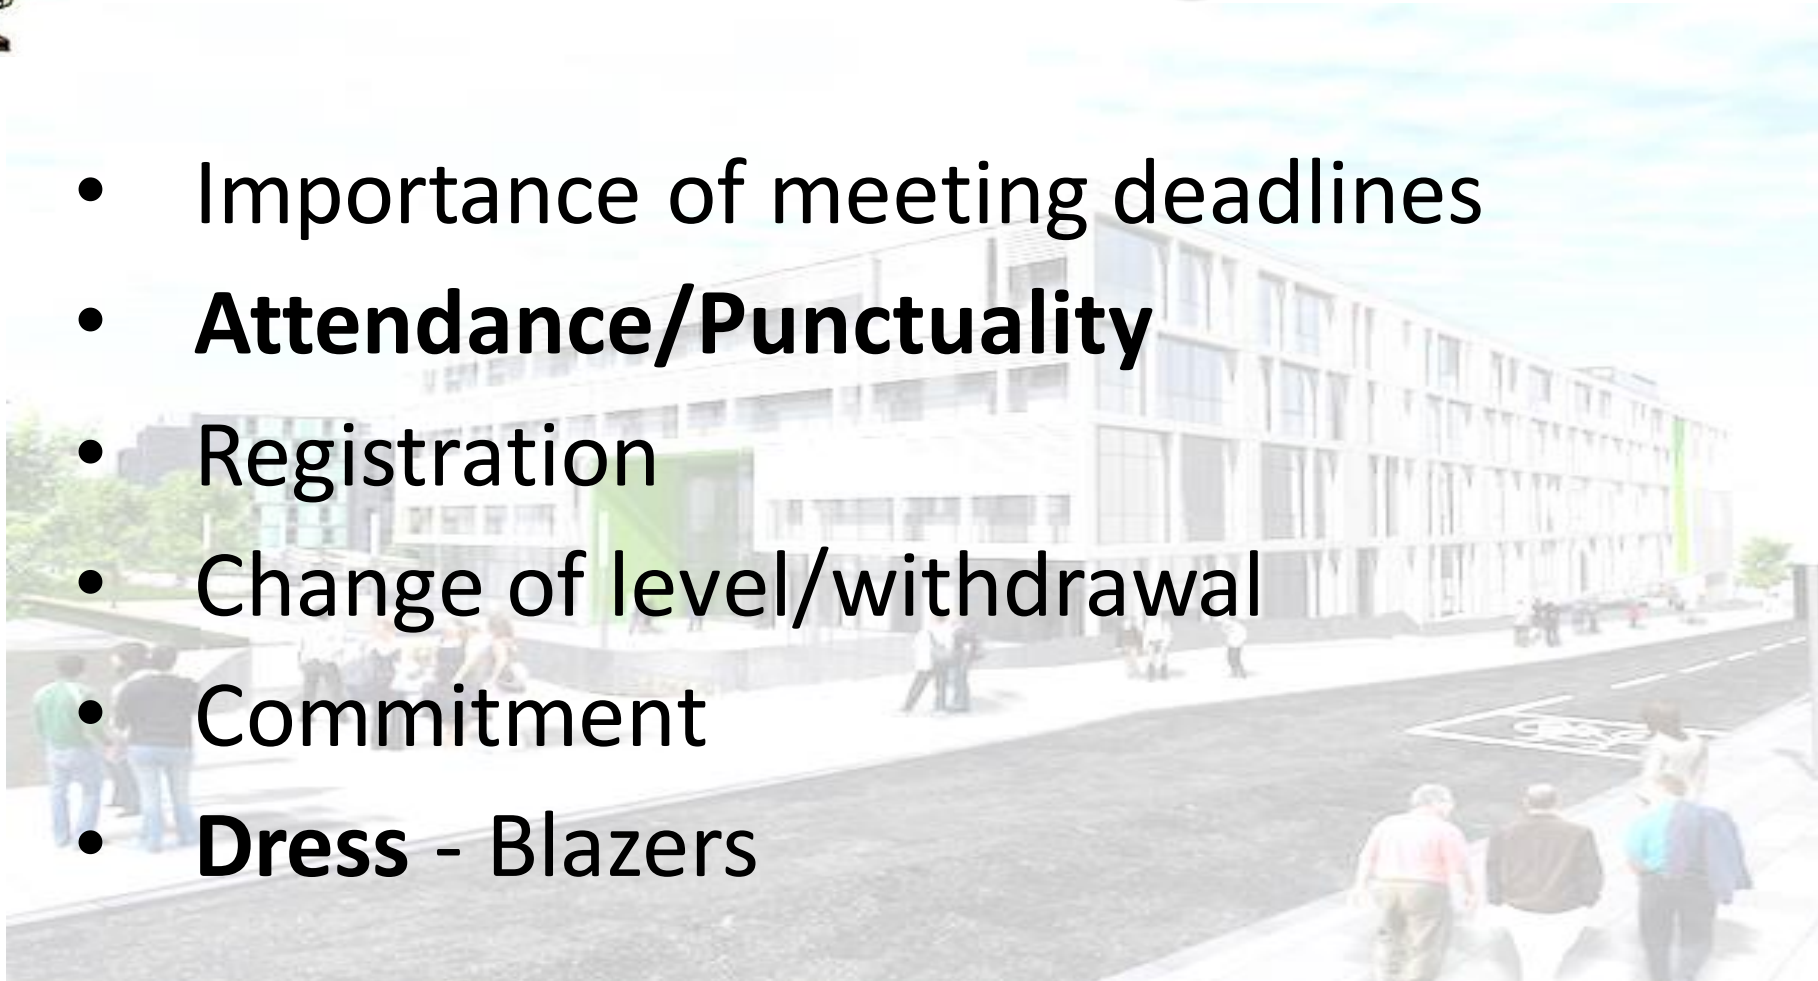 • Importance of meeting deadlines
• Attendance/Punctuality
• Registration
• Change of level/withdrawal
• Commitment
• Dress - Blazers